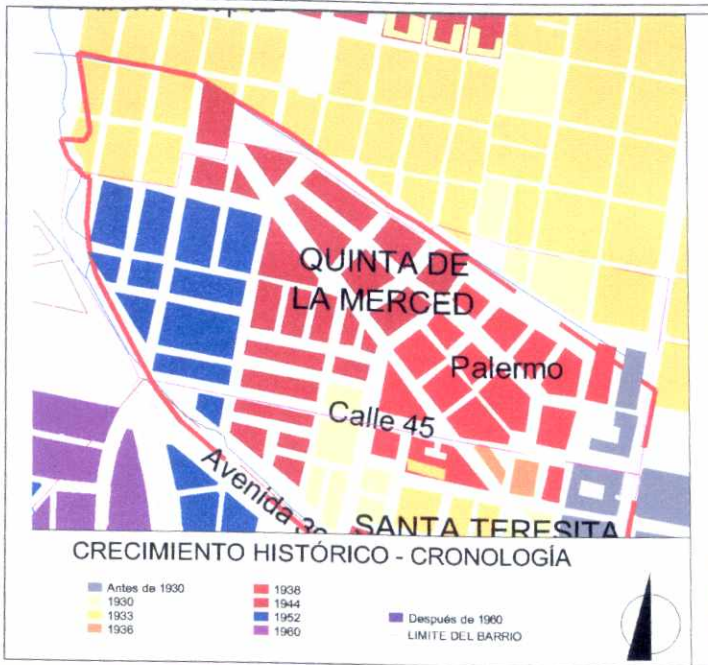 QUINTA DE
LA MERCED
Palermo
Calle 45
Avenida
SANTA TERESITA
CRECIMIENTO HISTÓRICO - CRONOLOGÍA
Antes de 1930
1930
1933
1936
1938
1944
1952
1960
Después de 1960
LIMITE DEL BARRIO